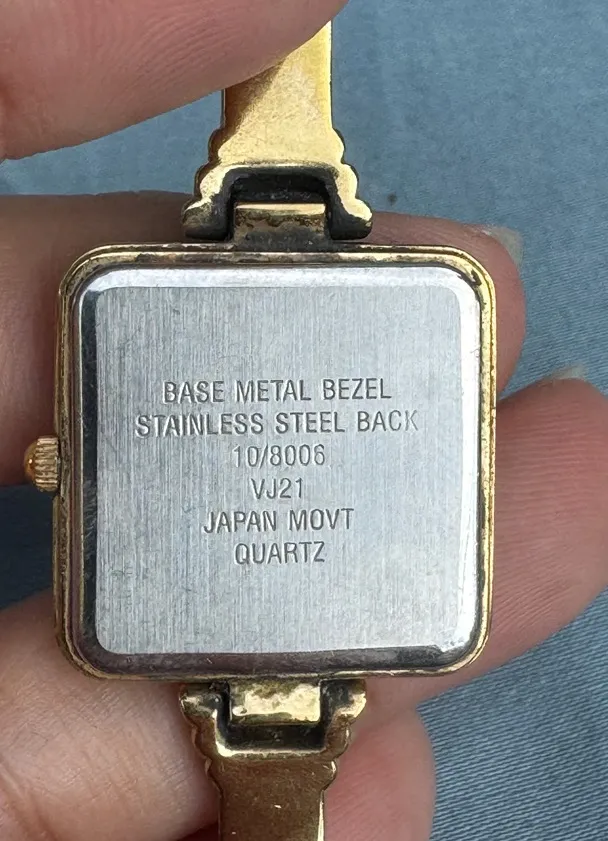 BASE METAL BEZEL
STAINLESS STEEL BACK
10/8006
VJ21
JAPAN MOVT
QUARTZ